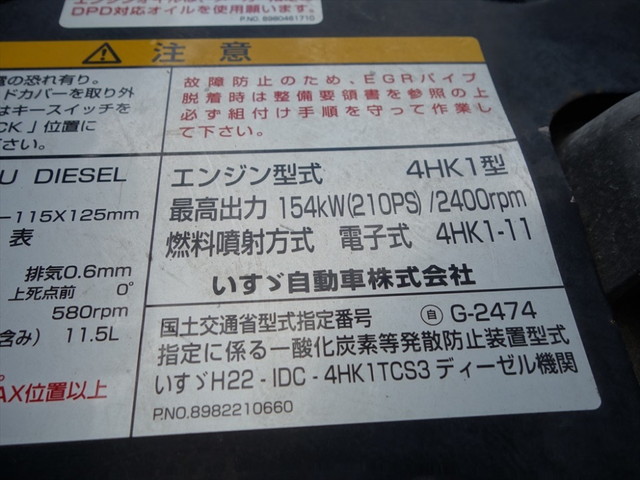 DPD対応オイルを使用願います。
P.NO. 8980461710
注意
の恐れ有り。
ドカバーを取り外
はキースイッチを
CK」位置に
故障防止のため、EGRパイプ
脱着時は整備要領書を参照の上
必ず組付け手順を守って作業し
て下さい。
U DIESEL
-115X125mm
表
排気0.6mm
上死点前 0°
580rpm
含み) 11.5L
AX位置以上
エンジン型式 4HK1型
最高出力 154kW(210PS)/2400rpm
燃料噴射方式 電子式 4HK1-11
いすゞ自動車株式会社
国土交通省型式指定番号 自 G-2474
指定に係る一酸化炭素等発散防止装置型式
いすゞH22-IDC-4HK1TCS3ディーゼル機関
P.NO.8982210660